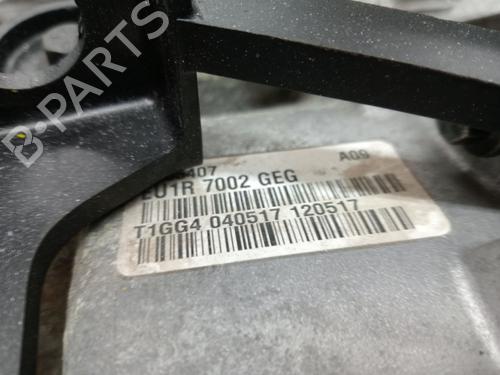 B-PARTS
407 A09
EU1R 7002 GEG
T1GG4 040517 120517